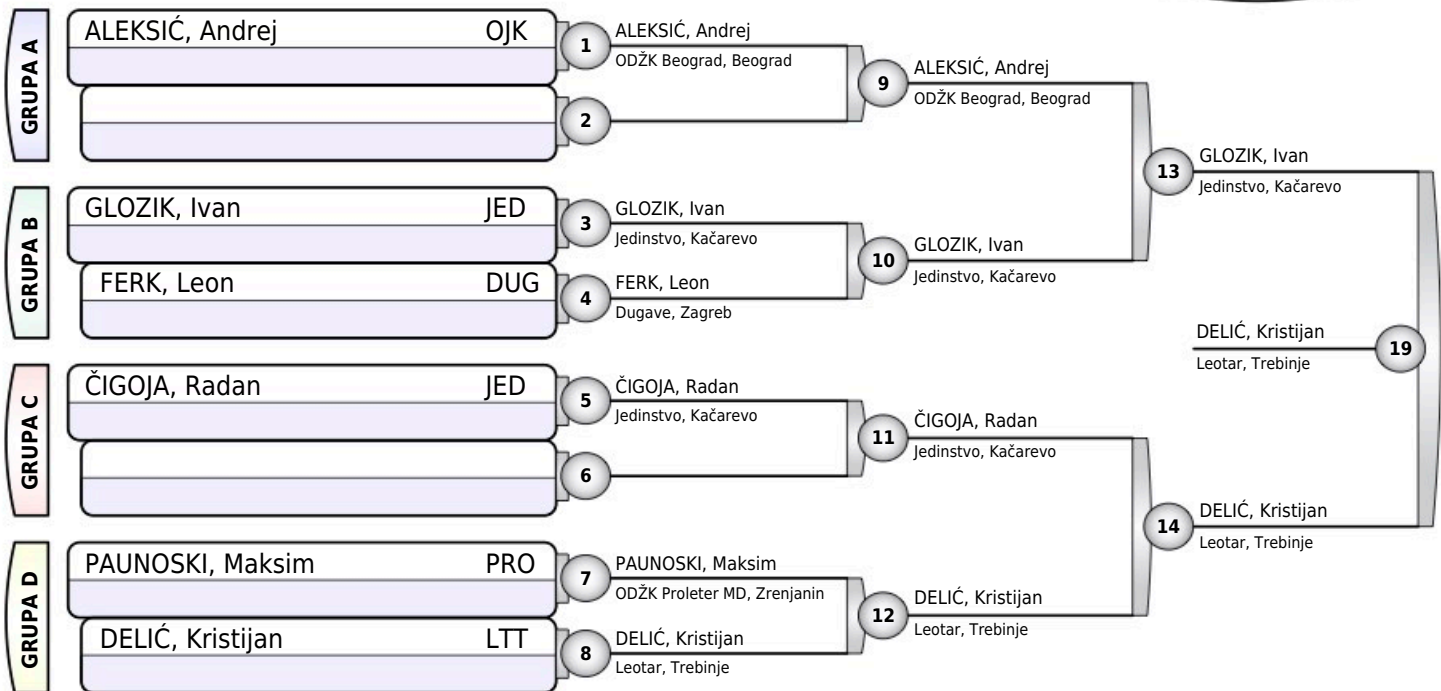 GRUPA A
ALEKSIĆ, Andrej OJK
1
ALEKSIĆ, Andrej
ODŽK Beograd, Beograd
2
9
ALEKSIĆ, Andrej
ODŽK Beograd, Beograd
13
GLOZIK, Ivan
Jedinstvo, Kačarevo
GRUPA B
GLOZIK, Ivan JED
3
GLOZIK, Ivan
Jedinstvo, Kačarevo
FERK, Leon DUG
4
FERK, Leon
Dugave, Zagreb
10
GLOZIK, Ivan
Jedinstvo, Kačarevo
DELIĆ, Kristijan
Leotar, Trebinje
19
GRUPA C
ČIGOJA, Radan JED
5
ČIGOJA, Radan
Jedinstvo, Kačarevo
6
11
ČIGOJA, Radan
Jedinstvo, Kačarevo
14
DELIĆ, Kristijan
Leotar, Trebinje
GRUPA D
PAUNOSKI, Maksim PRO
7
PAUNOSKI, Maksim
ODŽK Proleter MD, Zrenjanin
DELIĆ, Kristijan LTT
8
DELIĆ, Kristijan
Leotar, Trebinje
12
DELIĆ, Kristijan
Leotar, Trebinje